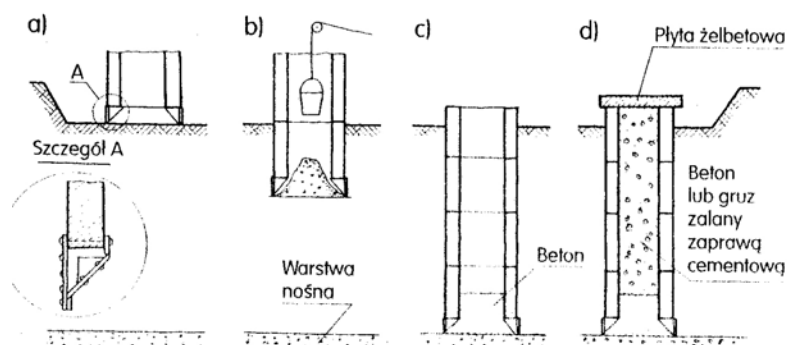 a)
A
Szczegół A
b)
Warstwa
nośna
c)
Beton
d)
Płyta żelbetowa
Beton
lub gruz
zalany
zaprawą
cementową